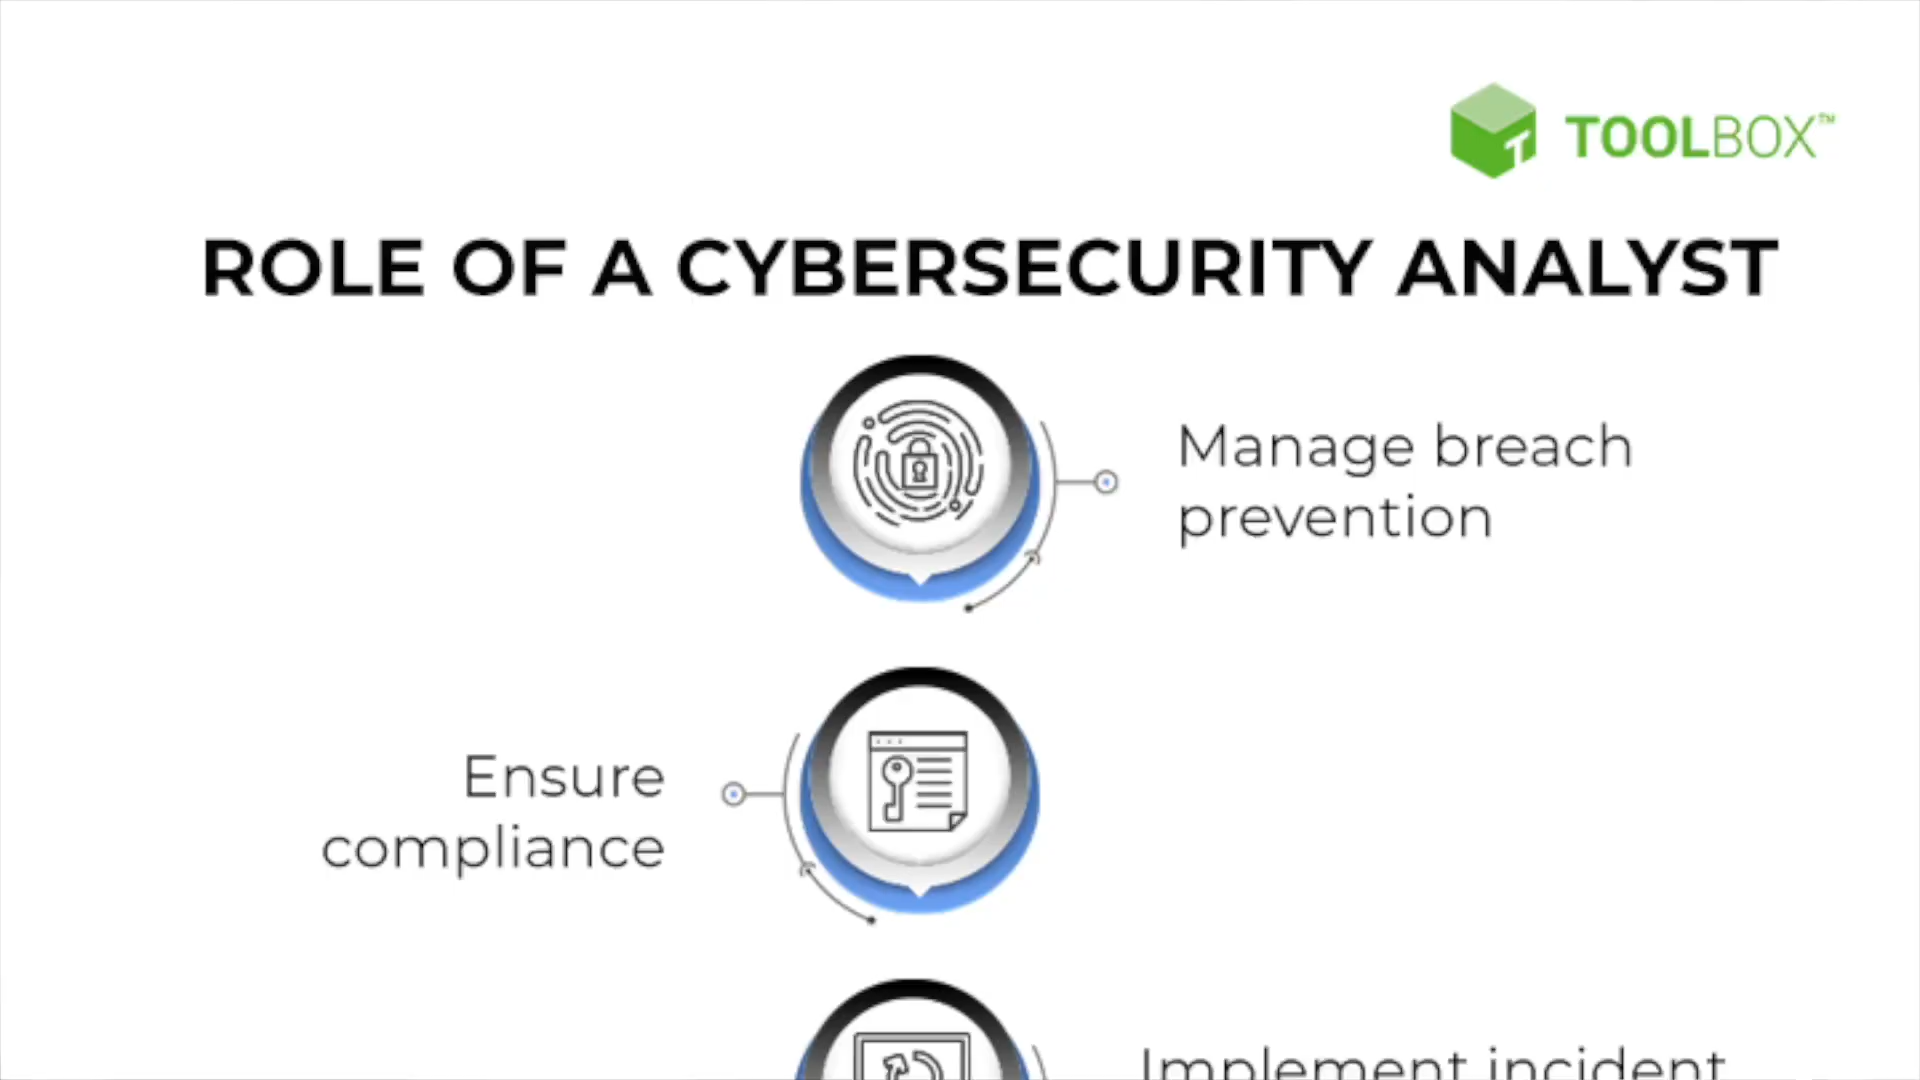 TOOLBOX™
ROLE OF A CYBERSECURITY ANALYST
Manage breach
prevention
Ensure
compliance
Implement incident